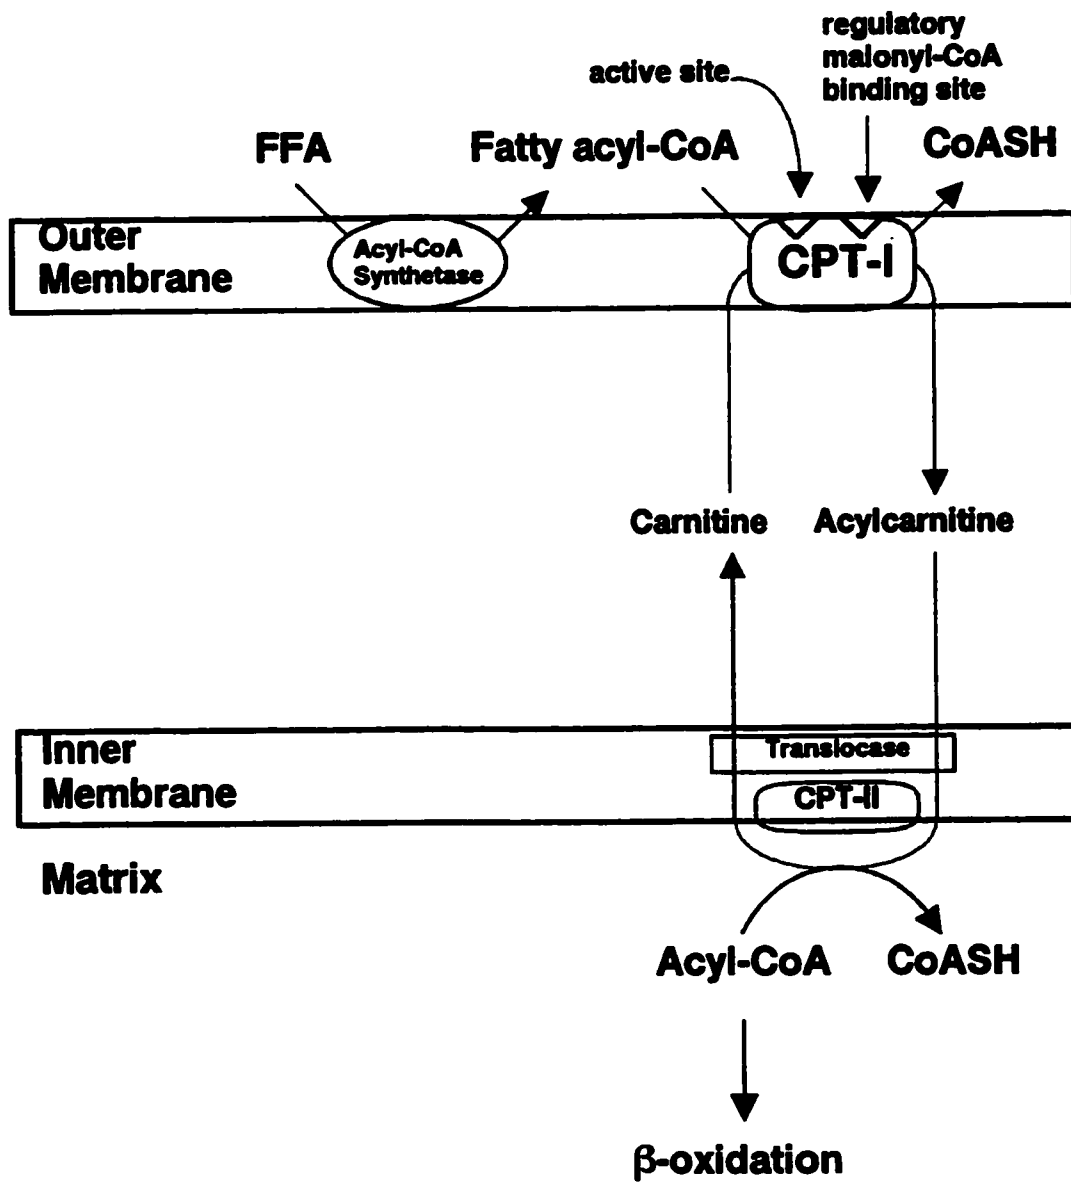 regulatory
malonyl-CoA
binding site
active site
FFA
Fatty acyl-CoA
CoASH
Outer
Membrane
Acyl-CoA
Synthetase
CPT-I
Carnitine
Acylcarnitine
Inner
Membrane
Translocase
CPT-II
Matrix
Acyl-CoA
CoASH
β-oxidation